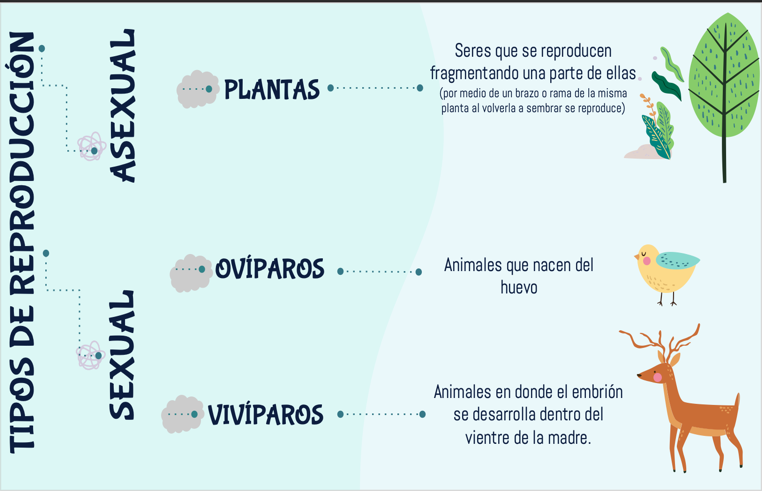 TIPOS DE REPRODUCCIÓN
ASEXUAL
PLANTAS
Seres que se reproducen
fragmentando una parte de ellas
(por medio de un brazo o rama de la misma
planta al volverla a sembrar se reproduce)
SEXUAL
OVÍPAROS
Animales que nacen del
huevo
VIVÍPAROS
Animales en donde el embrión
se desarrolla dentro del
vientre de la madre.